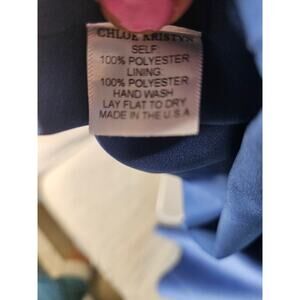 CHLOE KRISTYN
SELF
100% POLYESTER
LINING:
100% POLYESTER
HAND WASH
LAY FLAT TO DRY
MADE IN THE U.S.A